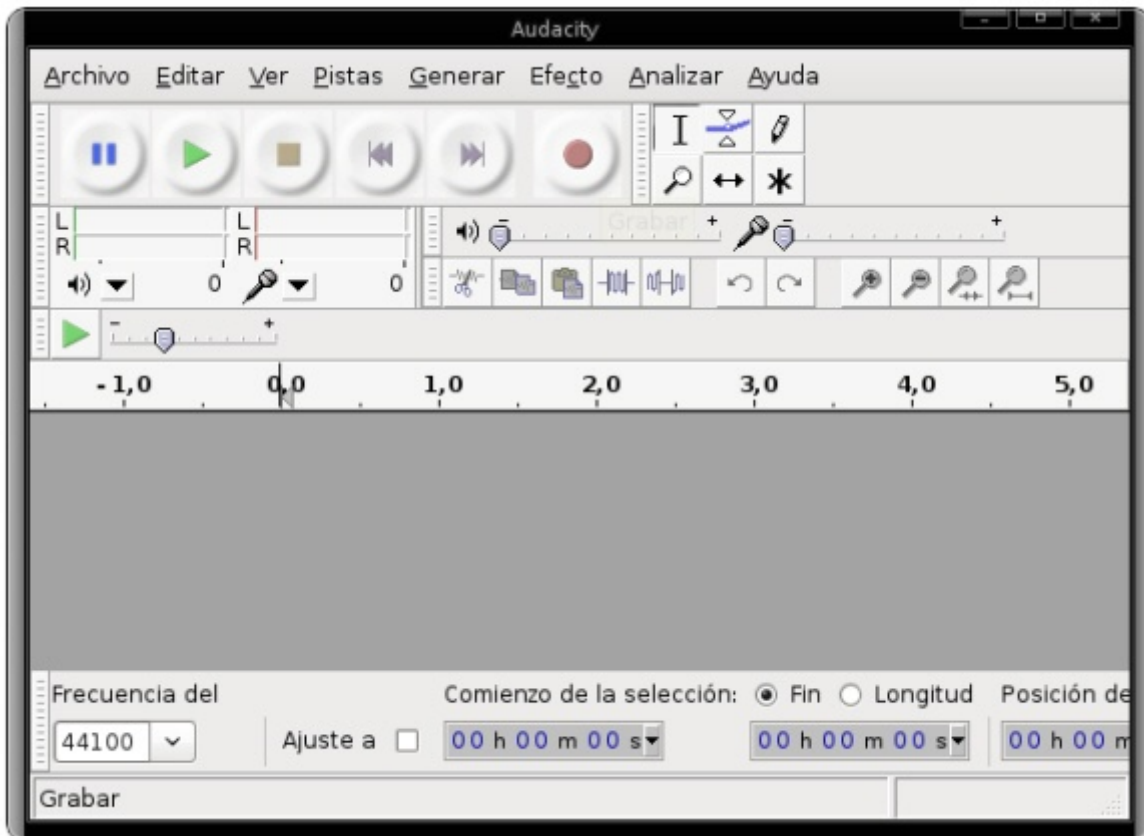 Audacity
Archivo Editar Ver Pistas Generar Efecto Analizar Ayuda
Grabar
L L
R R
- +
- +
0 0
- +
- 1,0 0,0 1,0 2,0 3,0 4,0 5,0
Frecuencia del Comienzo de la selección: Fin Longitud Posición de
44100 Ajuste a 00 h 00 m 00 s 00 h 00 m 00 s 00 h 00 m
Grabar